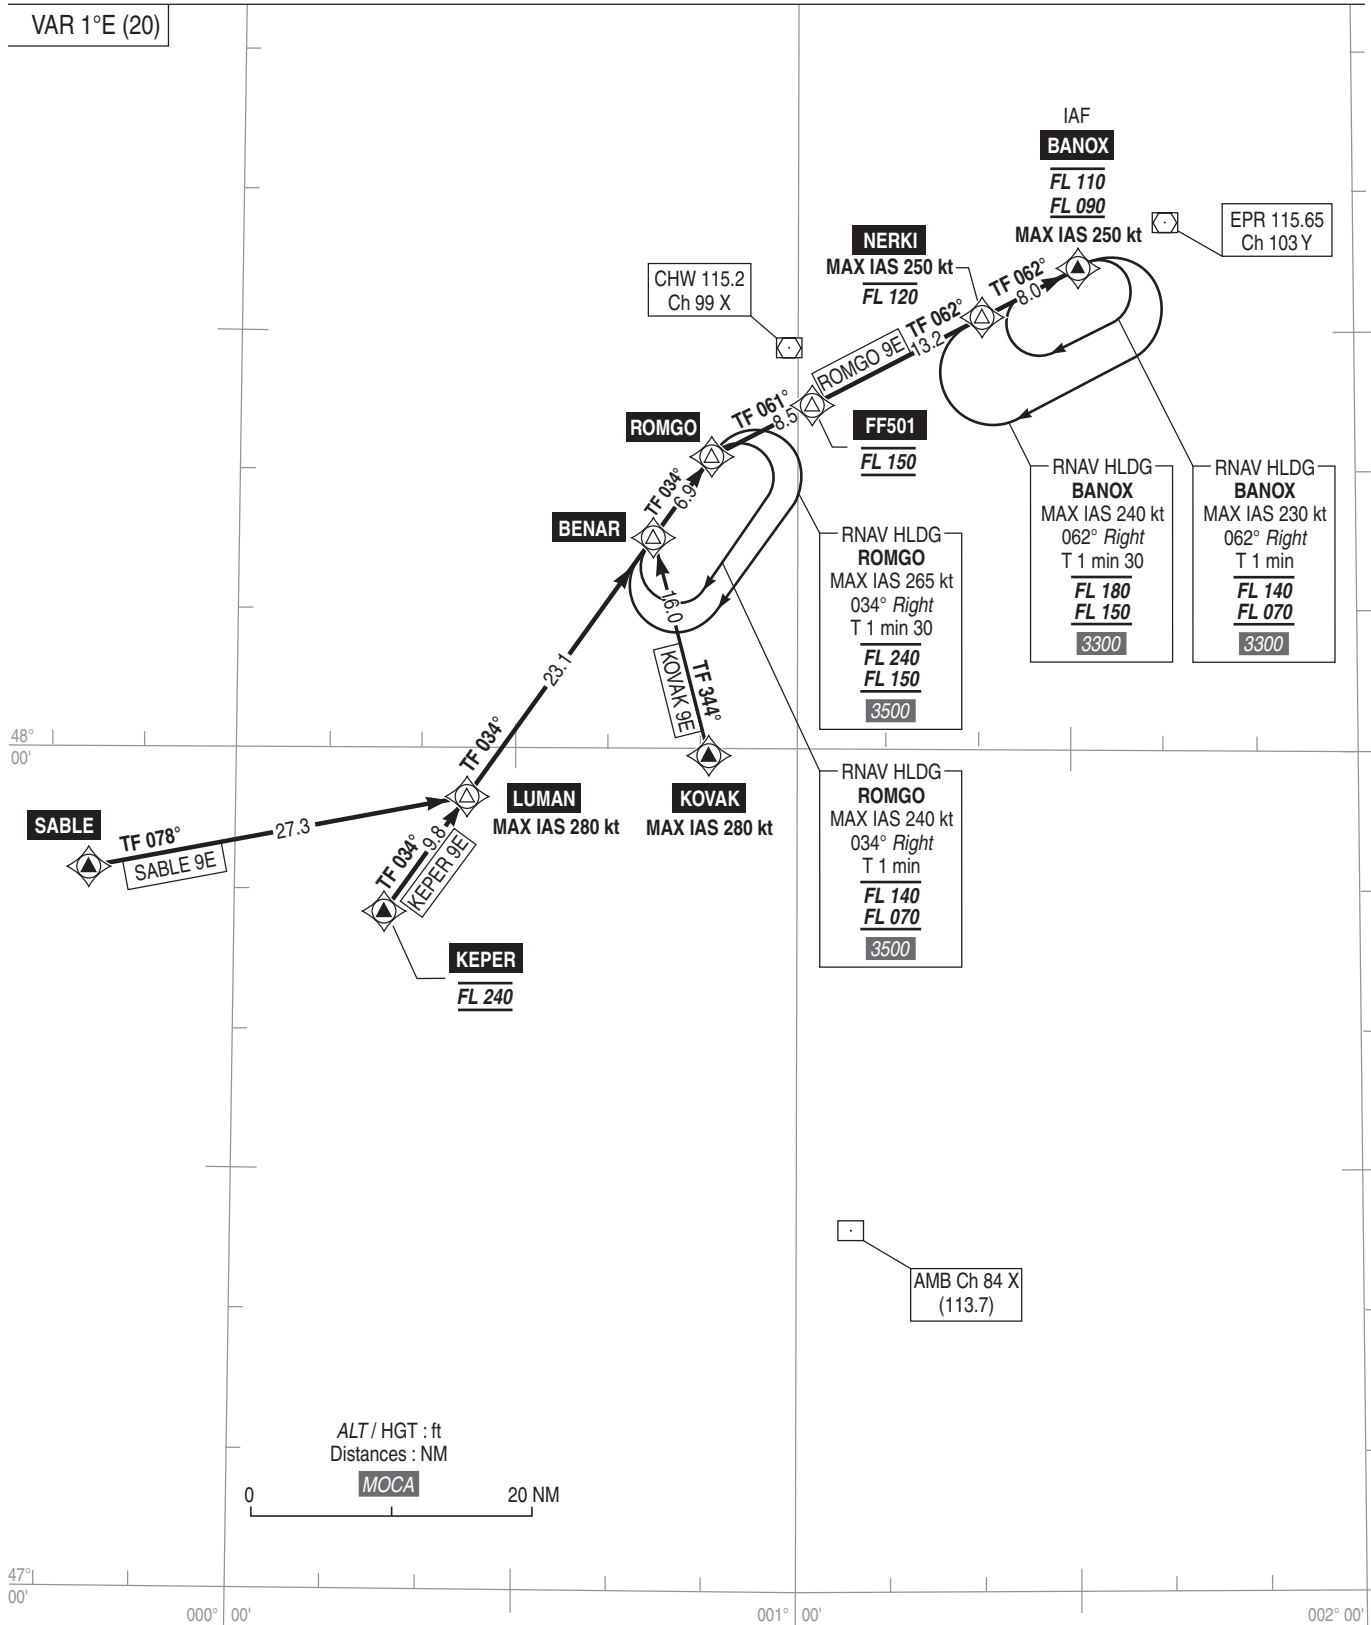 VAR 1°E (20)
IAF
BANOX
FL 110
FL 090
MAX IAS 250 kt
EPR 115.65
Ch 103 Y
NERKI
MAX IAS 250 kt
FL 120
CHW 115.2
Ch 99 X
TF 062°
8.0
TF 062°
13.2
ROMGO 9E
TF 061°
8.5
ROMGO
FF501
FL 150
TF 034°
6.9
BENAR
RNAV HLDG
BANOX
MAX IAS 240 kt
062° Right
T 1 min 30
FL 180
FL 150
3300
RNAV HLDG
BANOX
MAX IAS 230 kt
062° Right
T 1 min
FL 140
FL 070
3300
RNAV HLDG
ROMGO
MAX IAS 265 kt
034° Right
T 1 min 30
FL 240
FL 150
3500
16.0
KOVAK 9E
TF 344°
23.1
TF 034°
48°
00'
RNAV HLDG
ROMGO
MAX IAS 240 kt
034° Right
T 1 min
FL 140
FL 070
3500
LUMAN
MAX IAS 280 kt
KOVAK
MAX IAS 280 kt
SABLE
TF 078°
27.3
SABLE 9E
TF 034°
9.8
KEPER 9E
KEPER
FL 240
AMB Ch 84 X
(113.7)
ALT / HGT : ft
Distances : NM
MOCA
0
20 NM
47°
00'
000° 00'
001° 00'
002° 00'